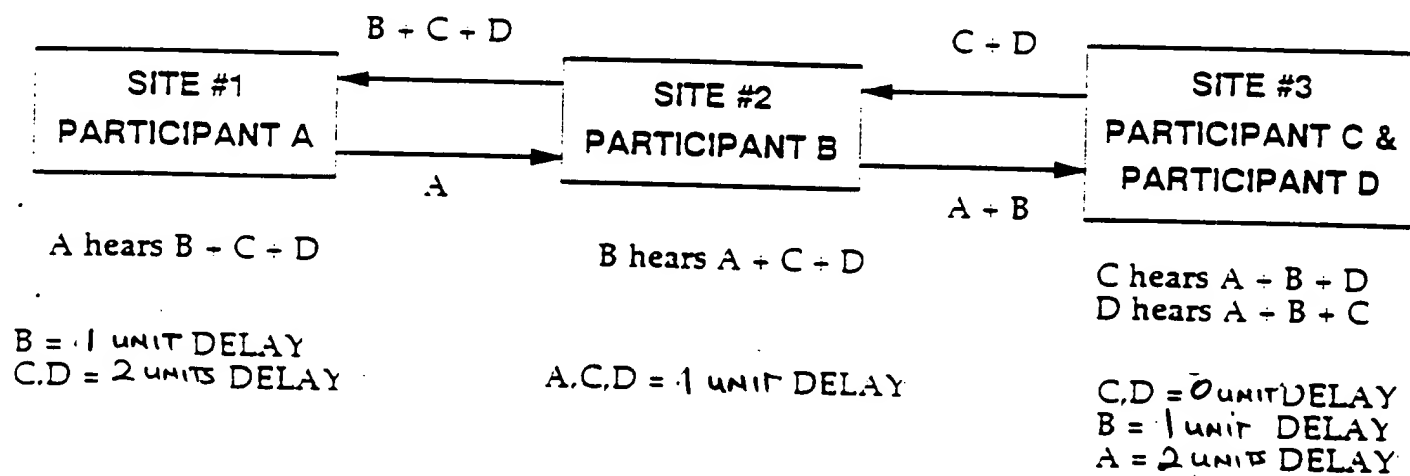 B + C + D
C + D
SITE #1
PARTICIPANT A
SITE #2
PARTICIPANT B
SITE #3
PARTICIPANT C &
PARTICIPANT D
A
A + B
A hears B + C + D
B hears A + C + D
C hears A + B + D
D hears A + B + C
B = 1 UNIT DELAY
C,D = 2 UNITS DELAY
A,C,D = 1 UNIT DELAY
C,D = 0 UNIT DELAY
B = 1 UNIT DELAY
A = 2 UNITS DELAY